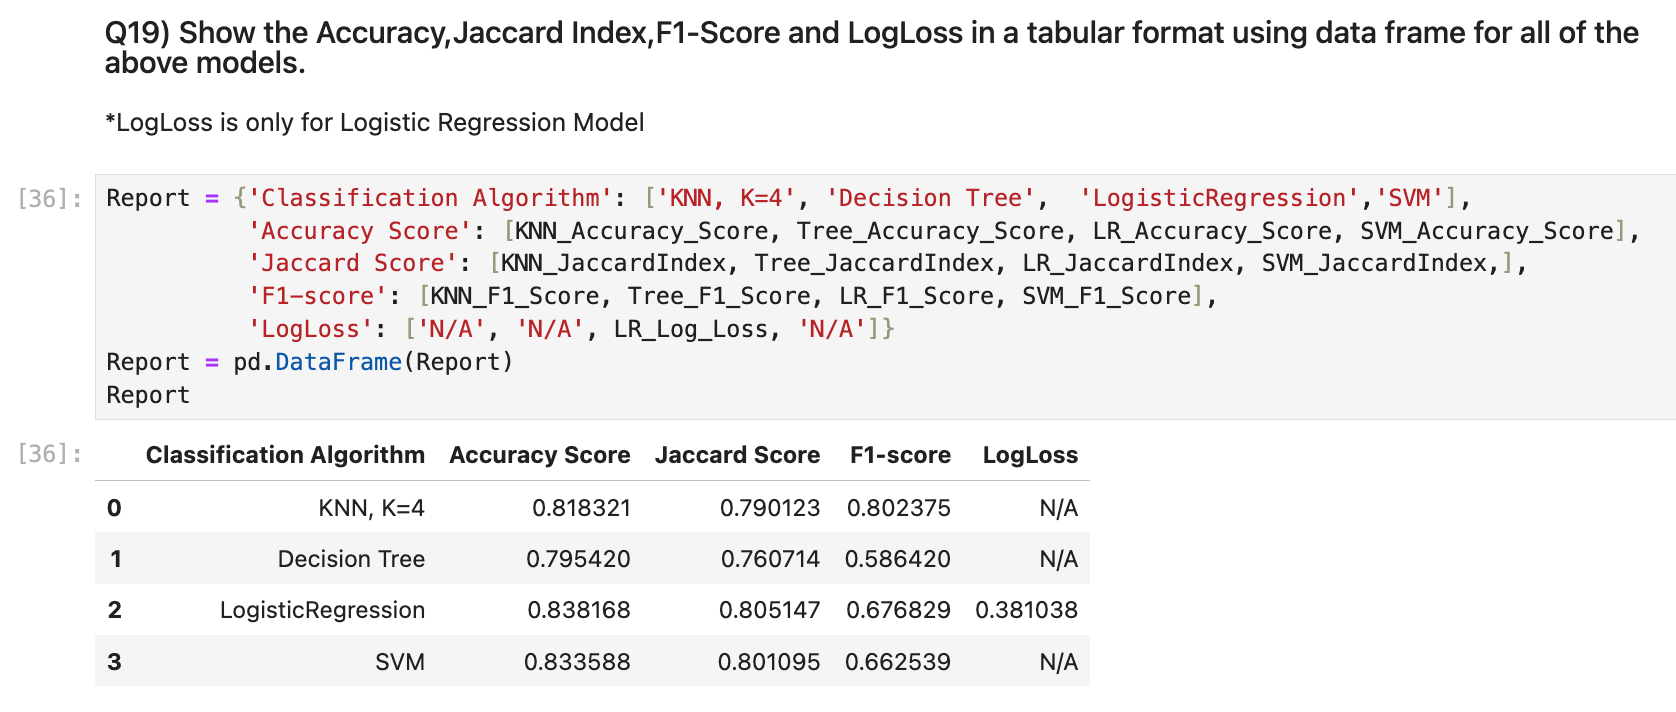 Q19) Show the Accuracy,Jaccard Index,F1-Score and LogLoss in a tabular format using data frame for all of the
above models.
*LogLoss is only for Logistic Regression Model
[36]: Report = {'Classification Algorithm': ['KNN, K=4', 'Decision Tree',  'LogisticRegression','SVM'],
'Accuracy Score': [KNN_Accuracy_Score, Tree_Accuracy_Score, LR_Accuracy_Score, SVM_Accuracy_Score],
'Jaccard Score': [KNN_JaccardIndex, Tree_JaccardIndex, LR_JaccardIndex, SVM_JaccardIndex,],
'F1-score': [KNN_F1_Score, Tree_F1_Score, LR_F1_Score, SVM_F1_Score],
'LogLoss': ['N/A', 'N/A', LR_Log_Loss, 'N/A']}
Report = pd.DataFrame(Report)
Report
[36]: Classification Algorithm Accuracy Score Jaccard Score F1-score LogLoss
0 KNN, K=4 0.818321 0.790123 0.802375 N/A
1 Decision Tree 0.795420 0.760714 0.586420 N/A
2 LogisticRegression 0.838168 0.805147 0.676829 0.381038
3 SVM 0.833588 0.801095 0.662539 N/A